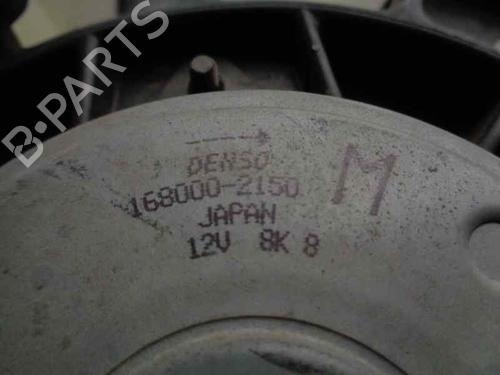 B-PARTS
DENSO
168000-2150
M
JAPAN
12V 8K 8